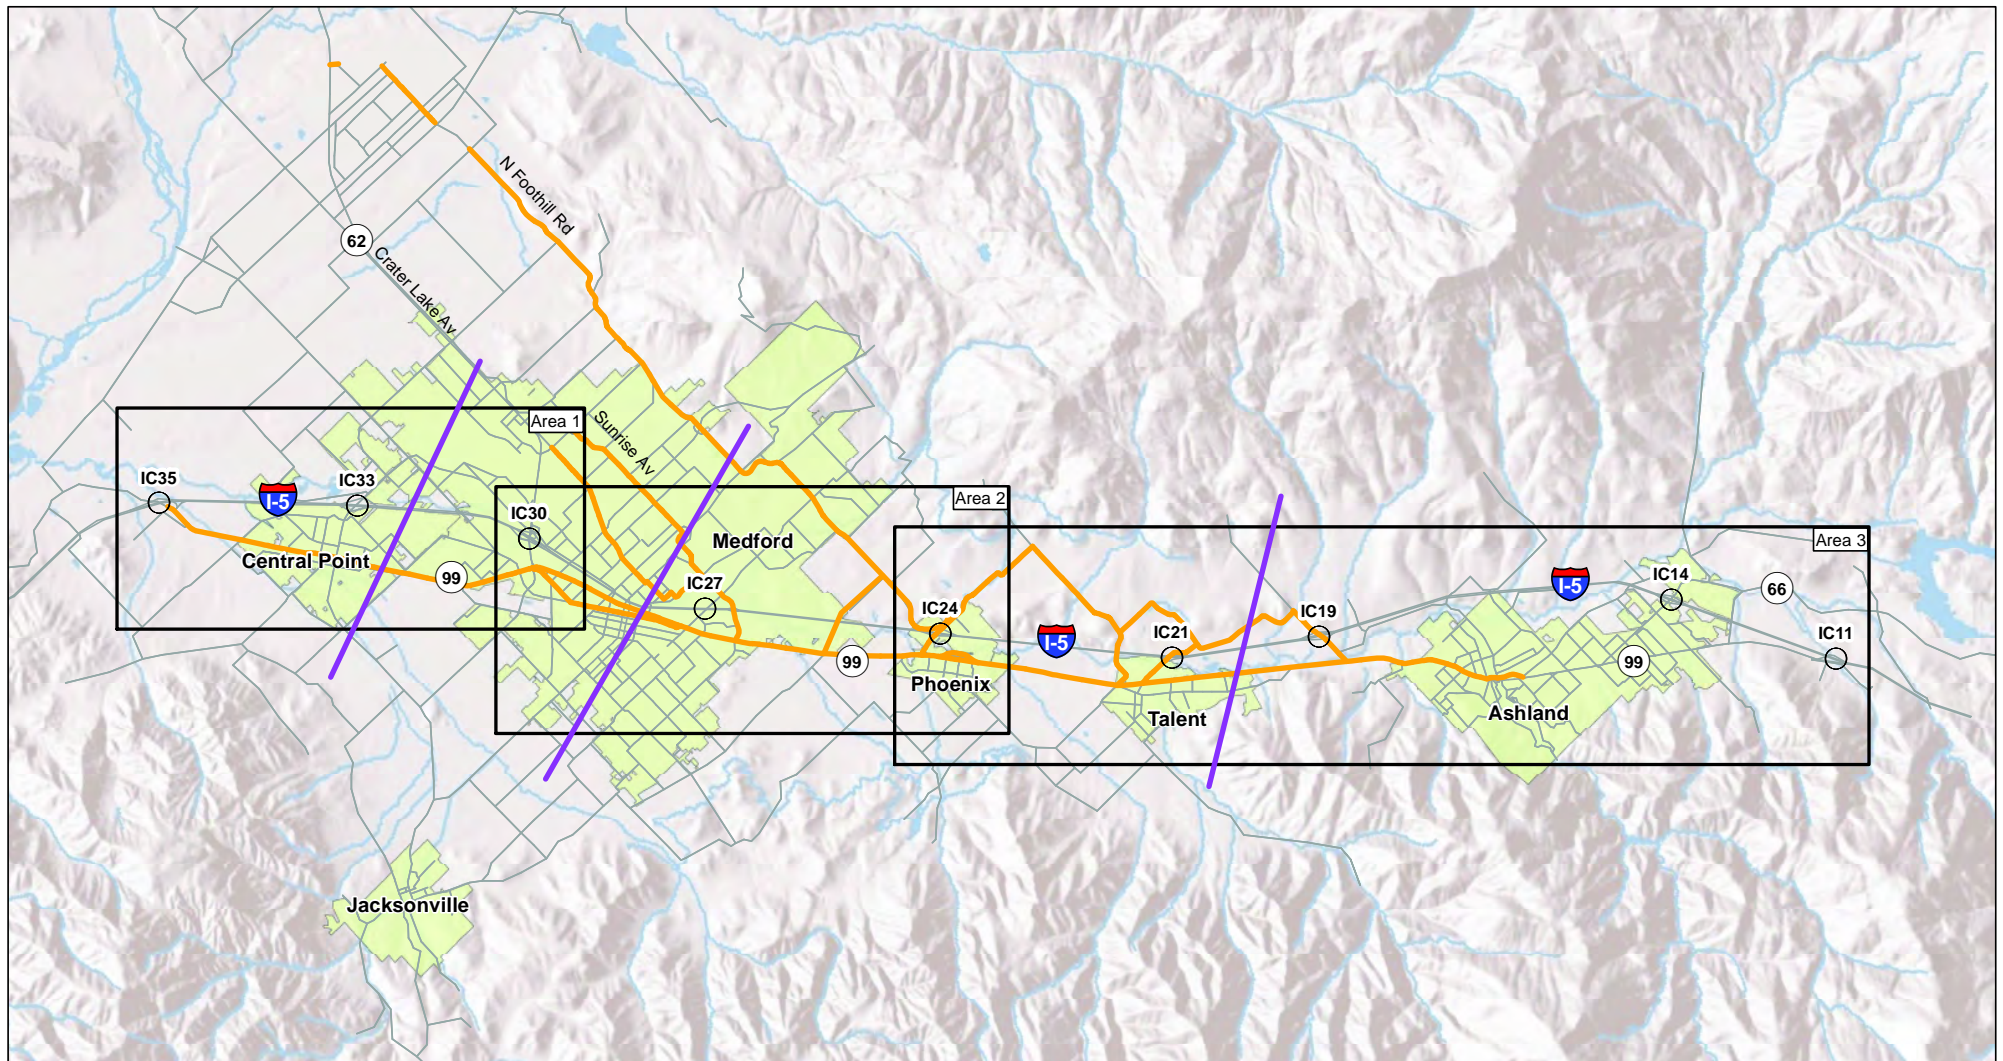 N Foothill Rd
62
Crater Lake Av
Area 1
Sunrise Av
IC35
I-5
IC33
IC30
Area 2
Medford
Area 3
Central Point
99
IC27
IC24
I-5
IC21
IC19
I-5
IC14
66
IC11
99
99
Phoenix
Talent
Ashland
Jacksonville